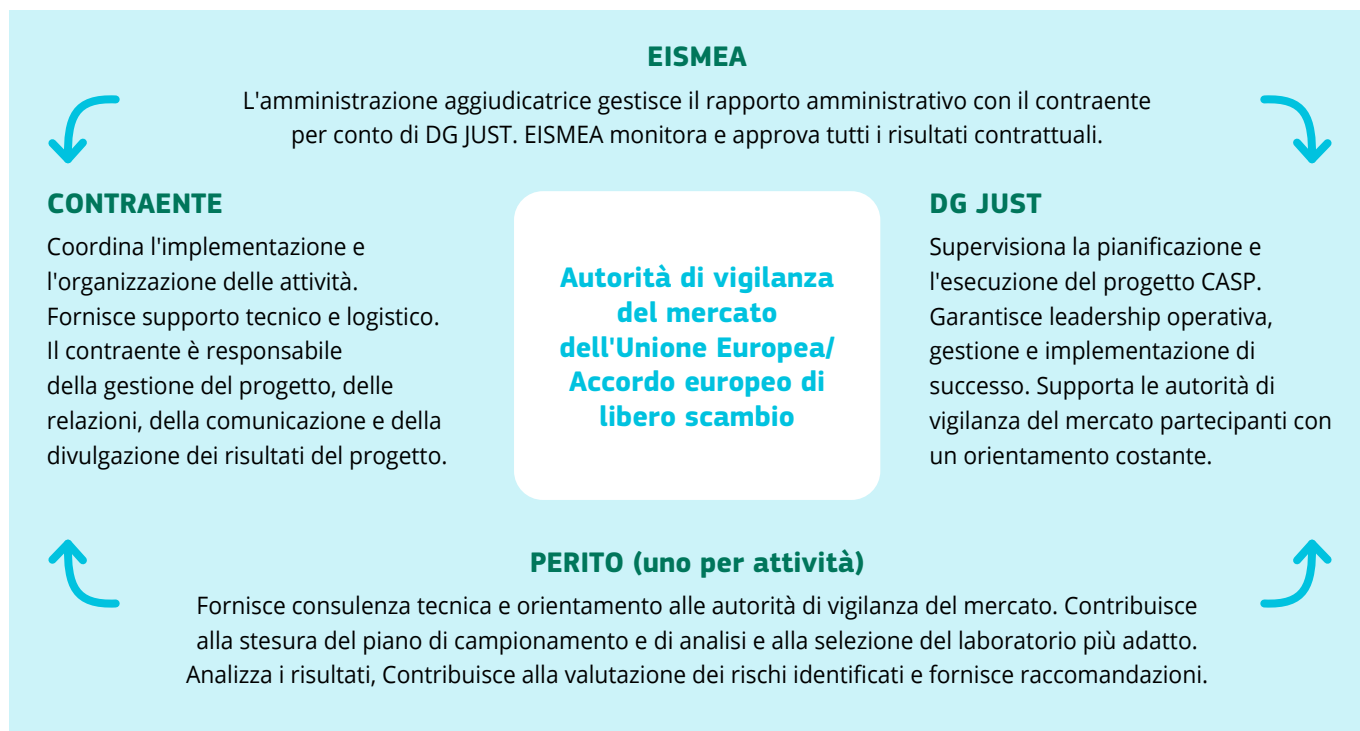 EISMEA
L'amministrazione aggiudicatrice gestisce il rapporto amministrativo con il contraente
per conto di DG JUST. EISMEA monitora e approva tutti i risultati contrattuali.
CONTRAENTE
Coordina l'implementazione e
l'organizzazione delle attività.
Fornisce supporto tecnico e logistico.
Il contraente è responsabile
della gestione del progetto, delle
relazioni, della comunicazione e della
divulgazione dei risultati del progetto.
Autorità di vigilanza
del mercato
dell'Unione Europea/
Accordo europeo di
libero scambio
DG JUST
Supervisiona la pianificazione e
l'esecuzione del progetto CASP.
Garantisce leadership operativa,
gestione e implementazione di
successo. Supporta le autorità di
vigilanza del mercato partecipanti con
un orientamento costante.
PERITO (uno per attività)
Fornisce consulenza tecnica e orientamento alle autorità di vigilanza del mercato. Contribuisce
alla stesura del piano di campionamento e di analisi e alla selezione del laboratorio più adatto.
Analizza i risultati, Contribuisce alla valutazione dei rischi identificati e fornisce raccomandazioni.